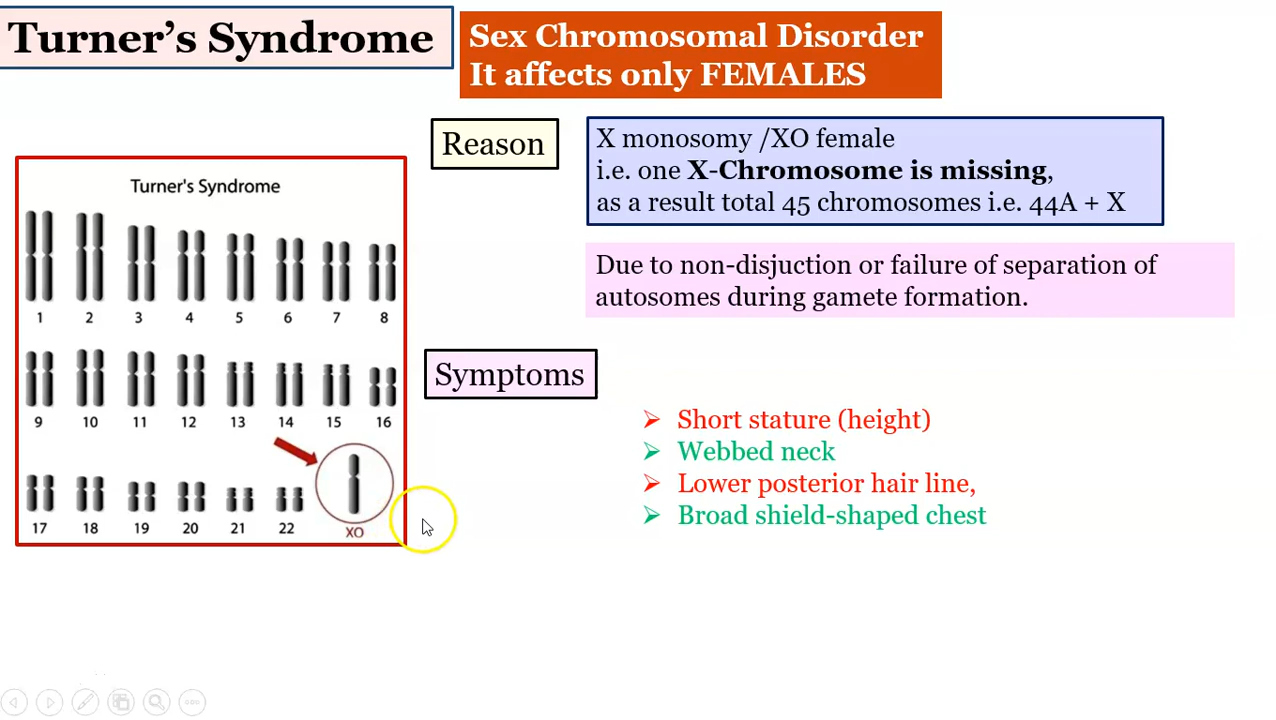 Turner's Syndrome
Sex Chromosomal Disorder
It affects only FEMALES
Reason
X monosomy /XO female
i.e. one X-Chromosome is missing,
as a result total 45 chromosomes i.e. 44A + X
Due to non-disjuction or failure of separation of
autosomes during gamete formation.
Turner's Syndrome
1 2 3 4 5 6 7 8
9 10 11 12 13 14 15 16
17 18 19 20 21 22 XO
Symptoms
Short stature (height)
Webbed neck
Lower posterior hair line,
Broad shield-shaped chest